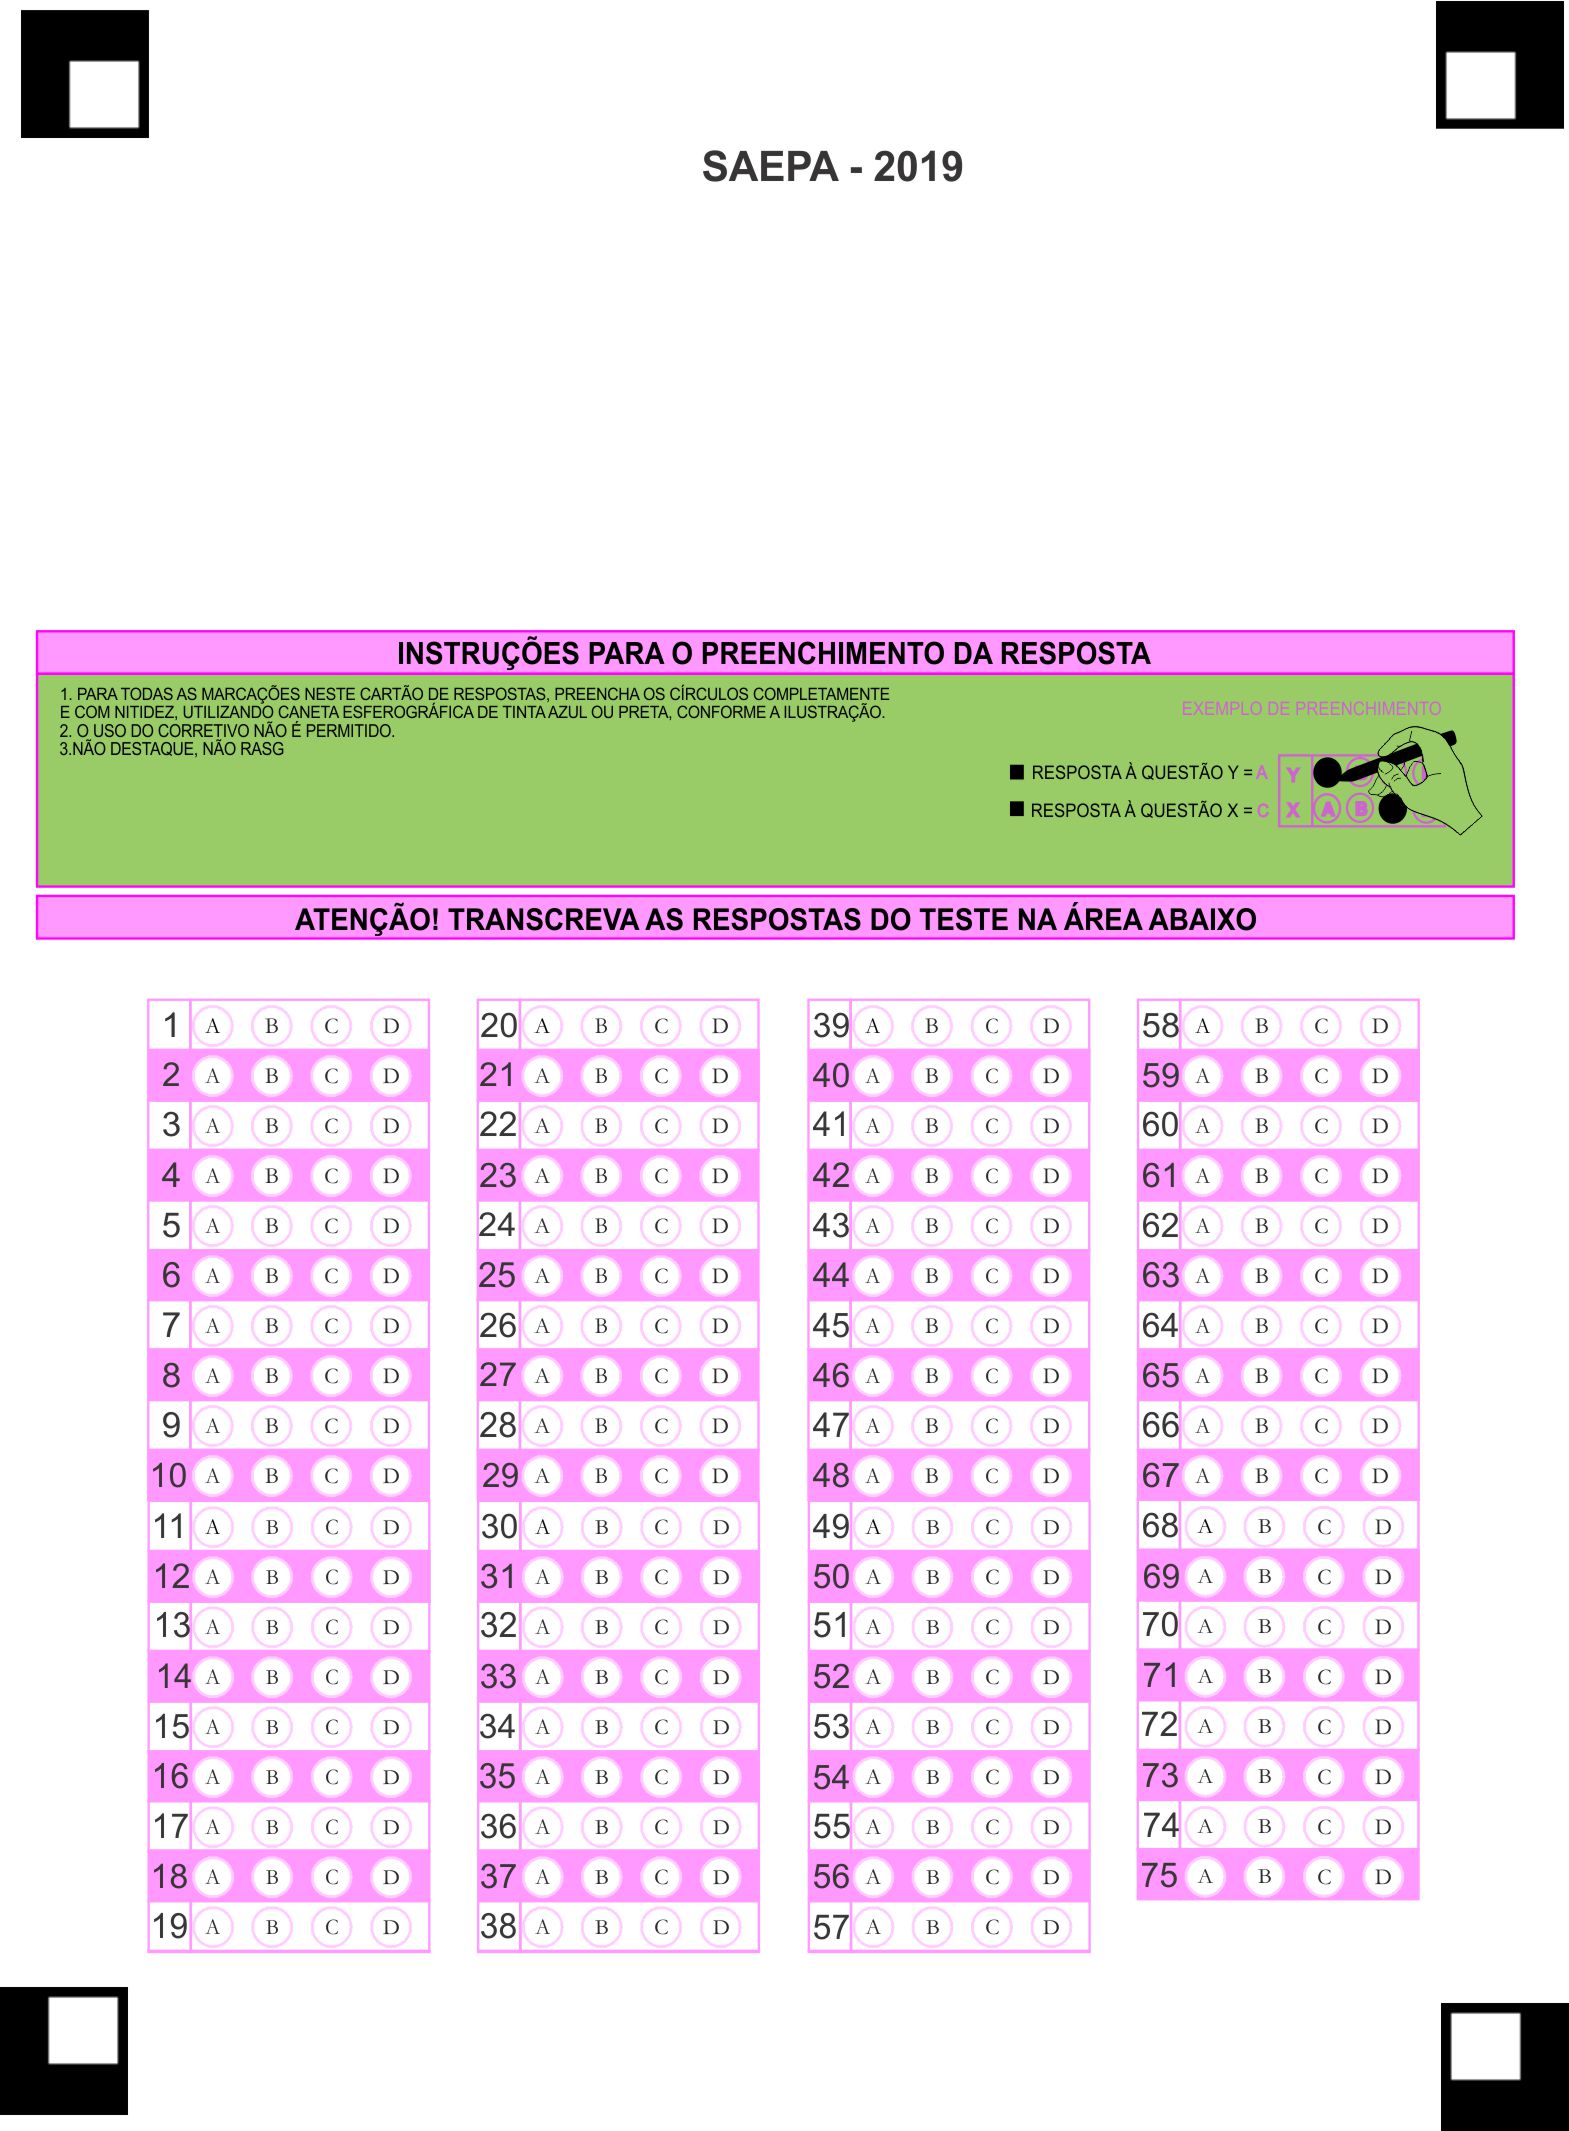 SAEPA - 2019
INSTRUÇÕES PARA O PREENCHIMENTO DA RESPOSTA
1. PARA TODAS AS MARCAÇÕES NESTE CARTÃO DE RESPOSTAS, PREENCHA OS CÍRCULOS COMPLETAMENTE
E COM NITIDEZ, UTILIZANDO CANETA ESFEROGRÁFICA DE TINTA AZUL OU PRETA, CONFORME A ILUSTRAÇÃO.
2. O USO DO CORRETIVO NÃO É PERMITIDO.
3.NÃO DESTAQUE, NÃO RASG
EXEMPLO DE PREENCHIMENTO
RESPOSTA À QUESTÃO Y = A
Y
RESPOSTA À QUESTÃO X = C
X A B
ATENÇÃO! TRANSCREVA AS RESPOSTAS DO TESTE NA ÁREA ABAIXO
1 A B C D
2 A B C D
3 A B C D
4 A B C D
5 A B C D
6 A B C D
7 A B C D
8 A B C D
9 A B C D
10 A B C D
11 A B C D
12 A B C D
13 A B C D
14 A B C D
15 A B C D
16 A B C D
17 A B C D
18 A B C D
19 A B C D
20 A B C D
21 A B C D
22 A B C D
23 A B C D
24 A B C D
25 A B C D
26 A B C D
27 A B C D
28 A B C D
29 A B C D
30 A B C D
31 A B C D
32 A B C D
33 A B C D
34 A B C D
35 A B C D
36 A B C D
37 A B C D
38 A B C D
39 A B C D
40 A B C D
41 A B C D
42 A B C D
43 A B C D
44 A B C D
45 A B C D
46 A B C D
47 A B C D
48 A B C D
49 A B C D
50 A B C D
51 A B C D
52 A B C D
53 A B C D
54 A B C D
55 A B C D
56 A B C D
57 A B C D
58 A B C D
59 A B C D
60 A B C D
61 A B C D
62 A B C D
63 A B C D
64 A B C D
65 A B C D
66 A B C D
67 A B C D
68 A B C D
69 A B C D
70 A B C D
71 A B C D
72 A B C D
73 A B C D
74 A B C D
75 A B C D